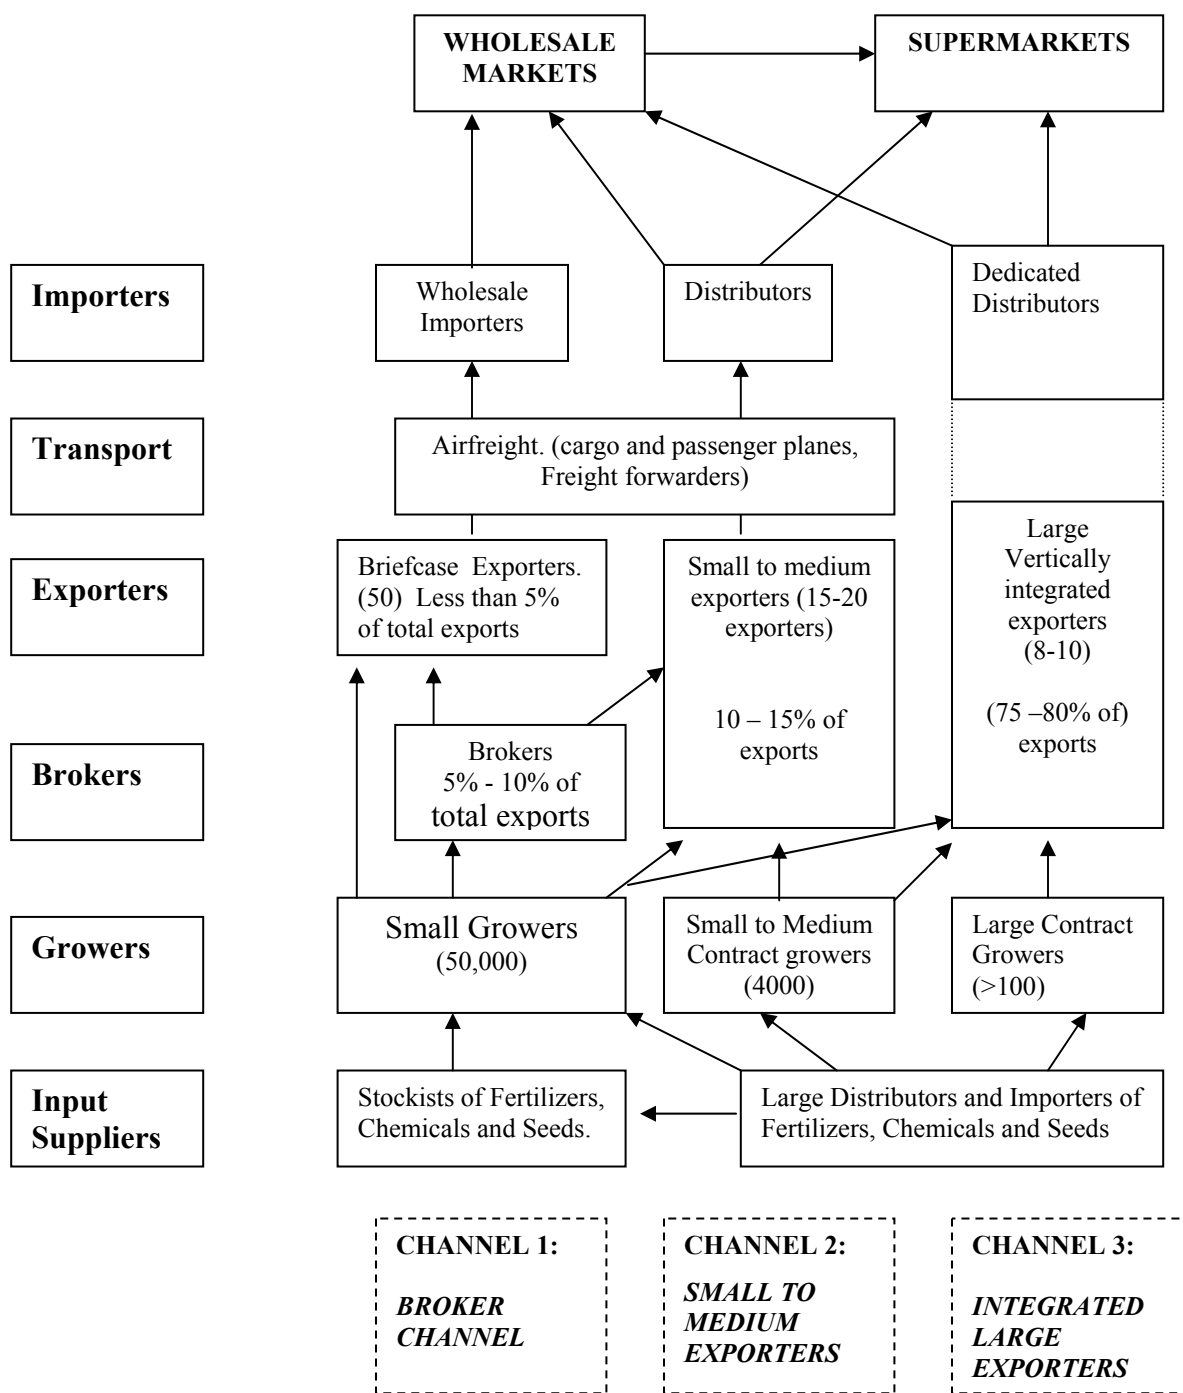 WHOLESALE
MARKETS
SUPERMARKETS
Importers
Wholesale
Importers
Distributors
Dedicated
Distributors
Transport
Airfreight. (cargo and passenger planes,
Freight forwarders)
Exporters
Briefcase Exporters.
(50) Less than 5%
of total exports
Small to medium
exporters (15-20
exporters)
10 – 15% of
exports
Large
Vertically
integrated
exporters
(8-10)
(75 –80% of)
exports
Brokers
Brokers
5% - 10% of
total exports
Growers
Small Growers
(50,000)
Small to Medium
Contract growers
(4000)
Large Contract
Growers
(>100)
Input
Suppliers
Stockists of Fertilizers,
Chemicals and Seeds.
Large Distributors and Importers of
Fertilizers, Chemicals and Seeds
CHANNEL 1:
BROKER
CHANNEL
CHANNEL 2:
SMALL TO
MEDIUM
EXPORTERS
CHANNEL 3:
INTEGRATED
LARGE
EXPORTERS